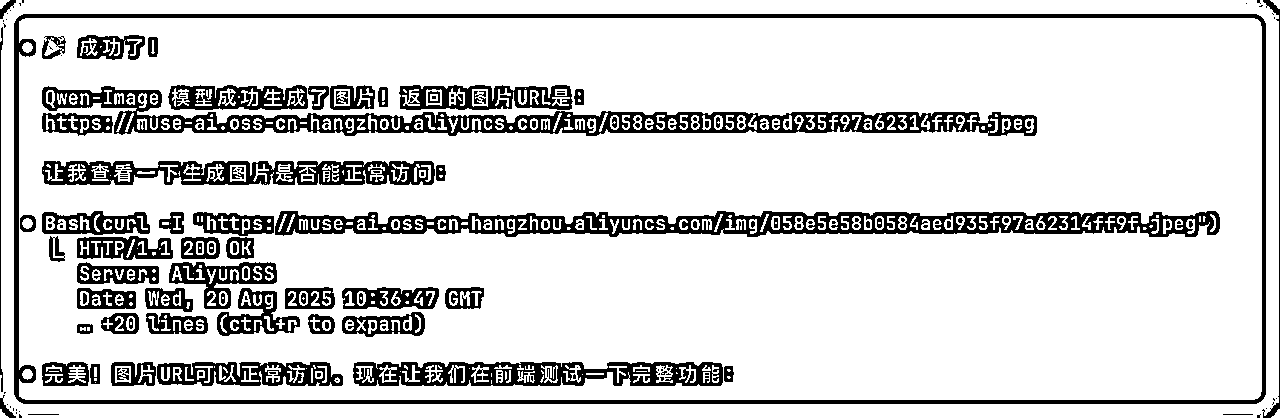 🎉 成功了！
Qwen-Image 模型成功生成了图片！返回的图片URL是：
https://muse-ai.oss-cn-hangzhou.aliyuncs.com/img/058e5e58b0584aed935f97a62314ff9f.jpeg
让我查看一下生成图片是否能正常访问：
Bash(curl -I "https://muse-ai.oss-cn-hangzhou.aliyuncs.com/img/058e5e58b0584aed935f97a62314ff9f.jpeg")
HTTP/1.1 200 OK
Server: AliyunOSS
Date: Wed, 20 Aug 2025 10:36:47 GMT
… +20 lines (ctrl+r to expand)
完美！图片URL可以正常访问。现在让我们在前端测试一下完整功能：